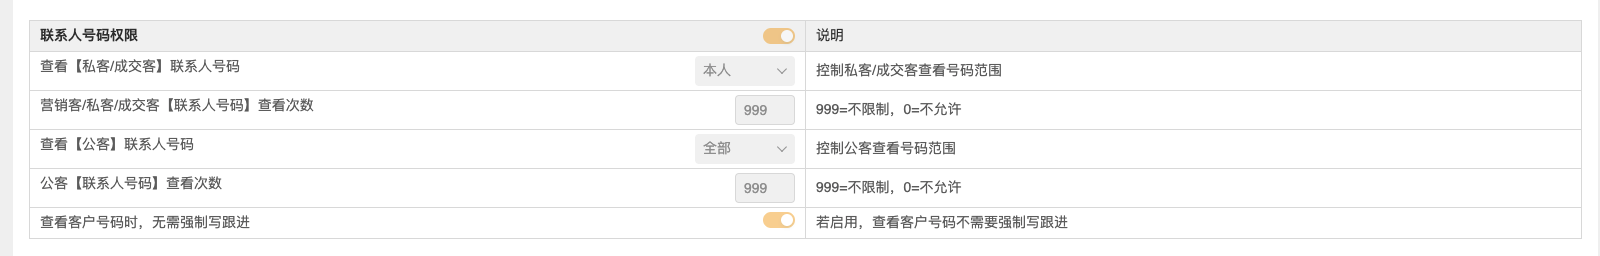 联系人号码权限 说明
查看【私客/成交客】联系人号码 本人 控制私客/成交客查看号码范围
营销客/私客/成交客【联系人号码】查看次数 999 999=不限制，0=不允许
查看【公客】联系人号码 全部 控制公客查看号码范围
公客【联系人号码】查看次数 999 999=不限制，0=不允许
查看客户号码时，无需强制写跟进 若启用，查看客户号码不需要强制写跟进